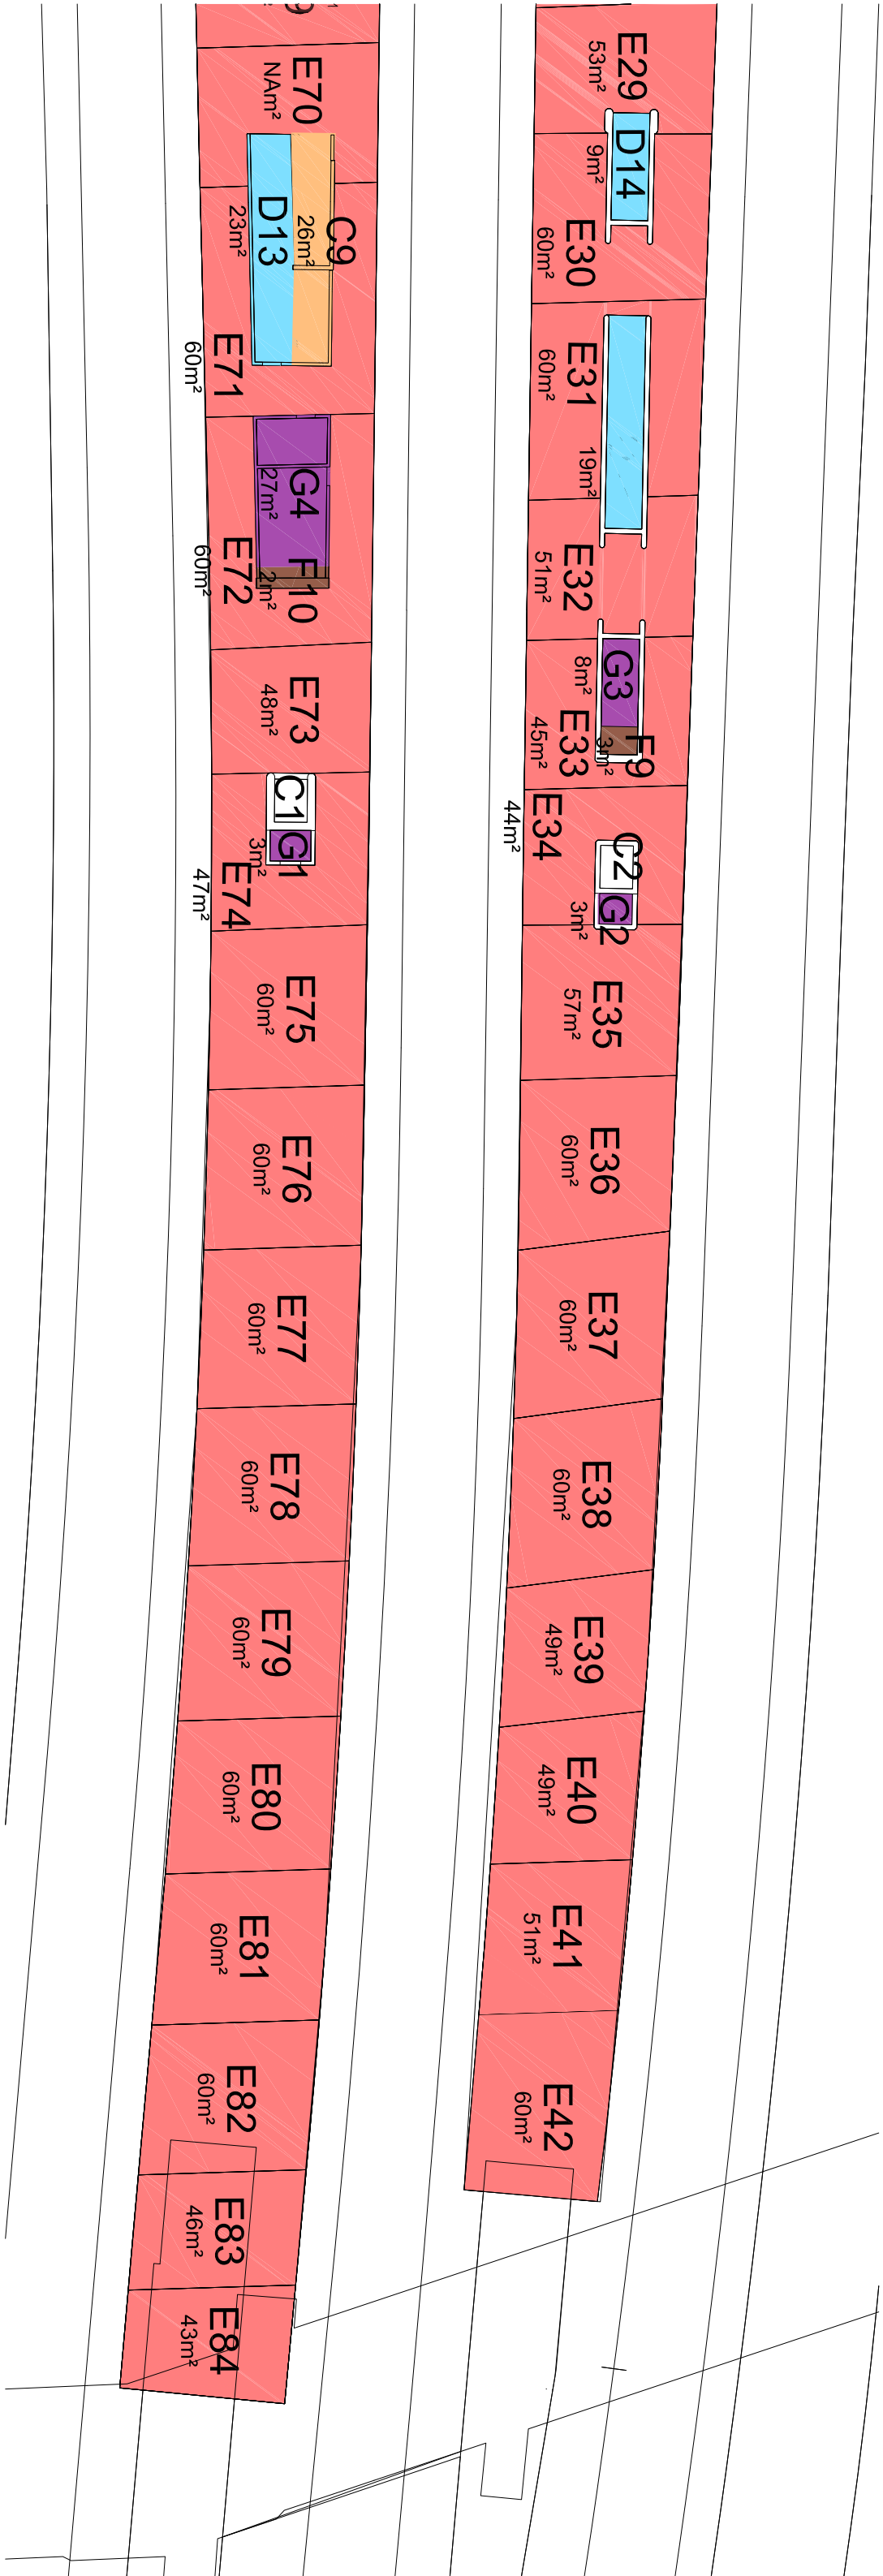 E70
NAm²
C9
26m²
D13
23m²
E71
60m²
G4
27m²
F10
2m²
E72
60m²
E73
48m²
C1
G1
3m²
E74
47m²
E75
60m²
E76
60m²
E77
60m²
E78
60m²
E79
60m²
E80
60m²
E81
60m²
E82
60m²
E83
46m²
E84
43m²
E29
53m²
D14
9m²
E30
60m²
E31
60m²
19m²
E32
51m²
G3
8m²
F9
3m²
E33
45m²
E34
44m²
C2
G2
3m²
E35
57m²
E36
60m²
E37
60m²
E38
60m²
E39
49m²
E40
49m²
E41
51m²
E42
60m²